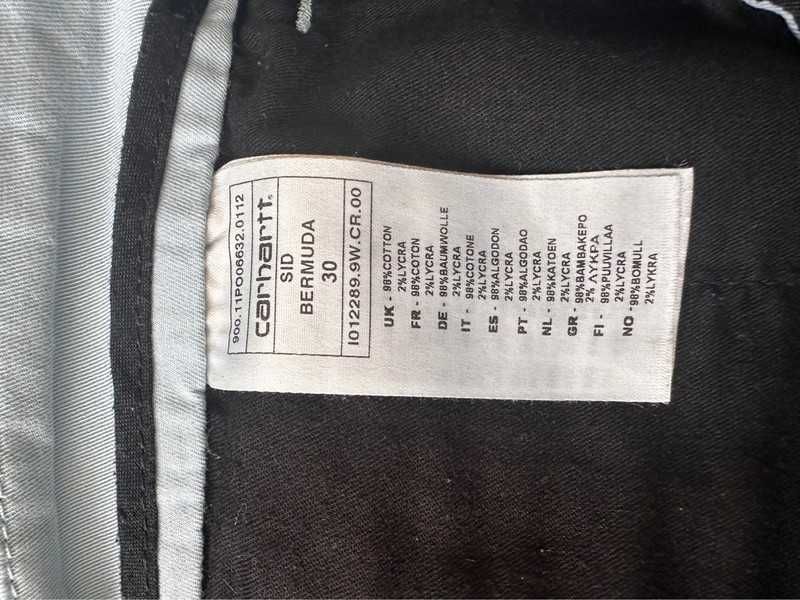 900.11PO06632.0112
carhartt.
SID
BERMUDA
30
I012289.9W.CR.00
UK - 98%COTTON
2%LYCRA
FR - 98%COTON
2%LYCRA
DE - 98%BAUMWOLLE
2%LYCRA
IT - 98%COTONE
2%LYCRA
ES - 98%ALGODON
2%LYCRA
PT - 98%ALGODAO
2%LYCRA
NL - 98%KATOEN
2%LYCRA
GR - 98%BAMBAKEPO
2% ΛΥΚΡΑ
FI - 98%PUUVILLAA
2%LYCRA
NO - 98%BOMULL
2%LYKRA